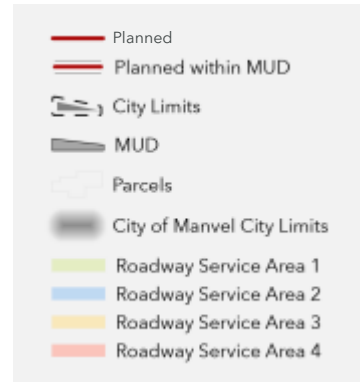 Planned
Planned within MUD
City Limits
MUD
Parcels
City of Manvel City Limits
Roadway Service Area 1
Roadway Service Area 2
Roadway Service Area 3
Roadway Service Area 4